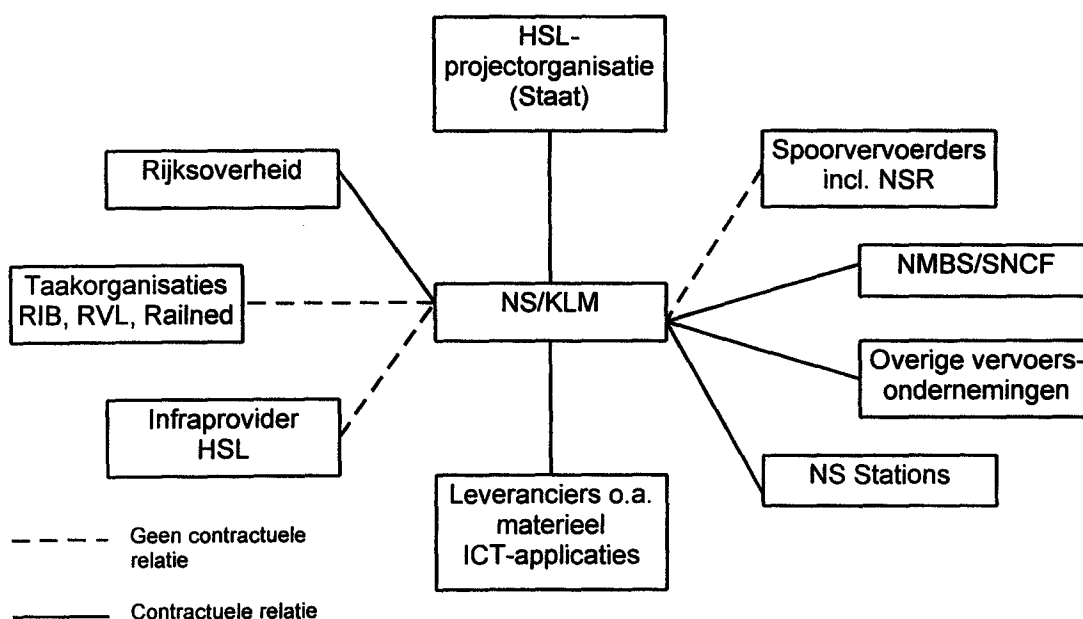 HSL-
projectorganisatie
(Staat)
Rijksoverheid
Spoorvervoerders
incl. NSR
Taakorganisaties
RIB, RVL, Railned
NS/KLM
NMBS/SNCF
Overige vervoers-
ondernemingen
Infraprovider
HSL
NS Stations
Leveranciers o.a.
materieel
ICT-applicaties
Geen contractuele
relatie
Contractuele relatie